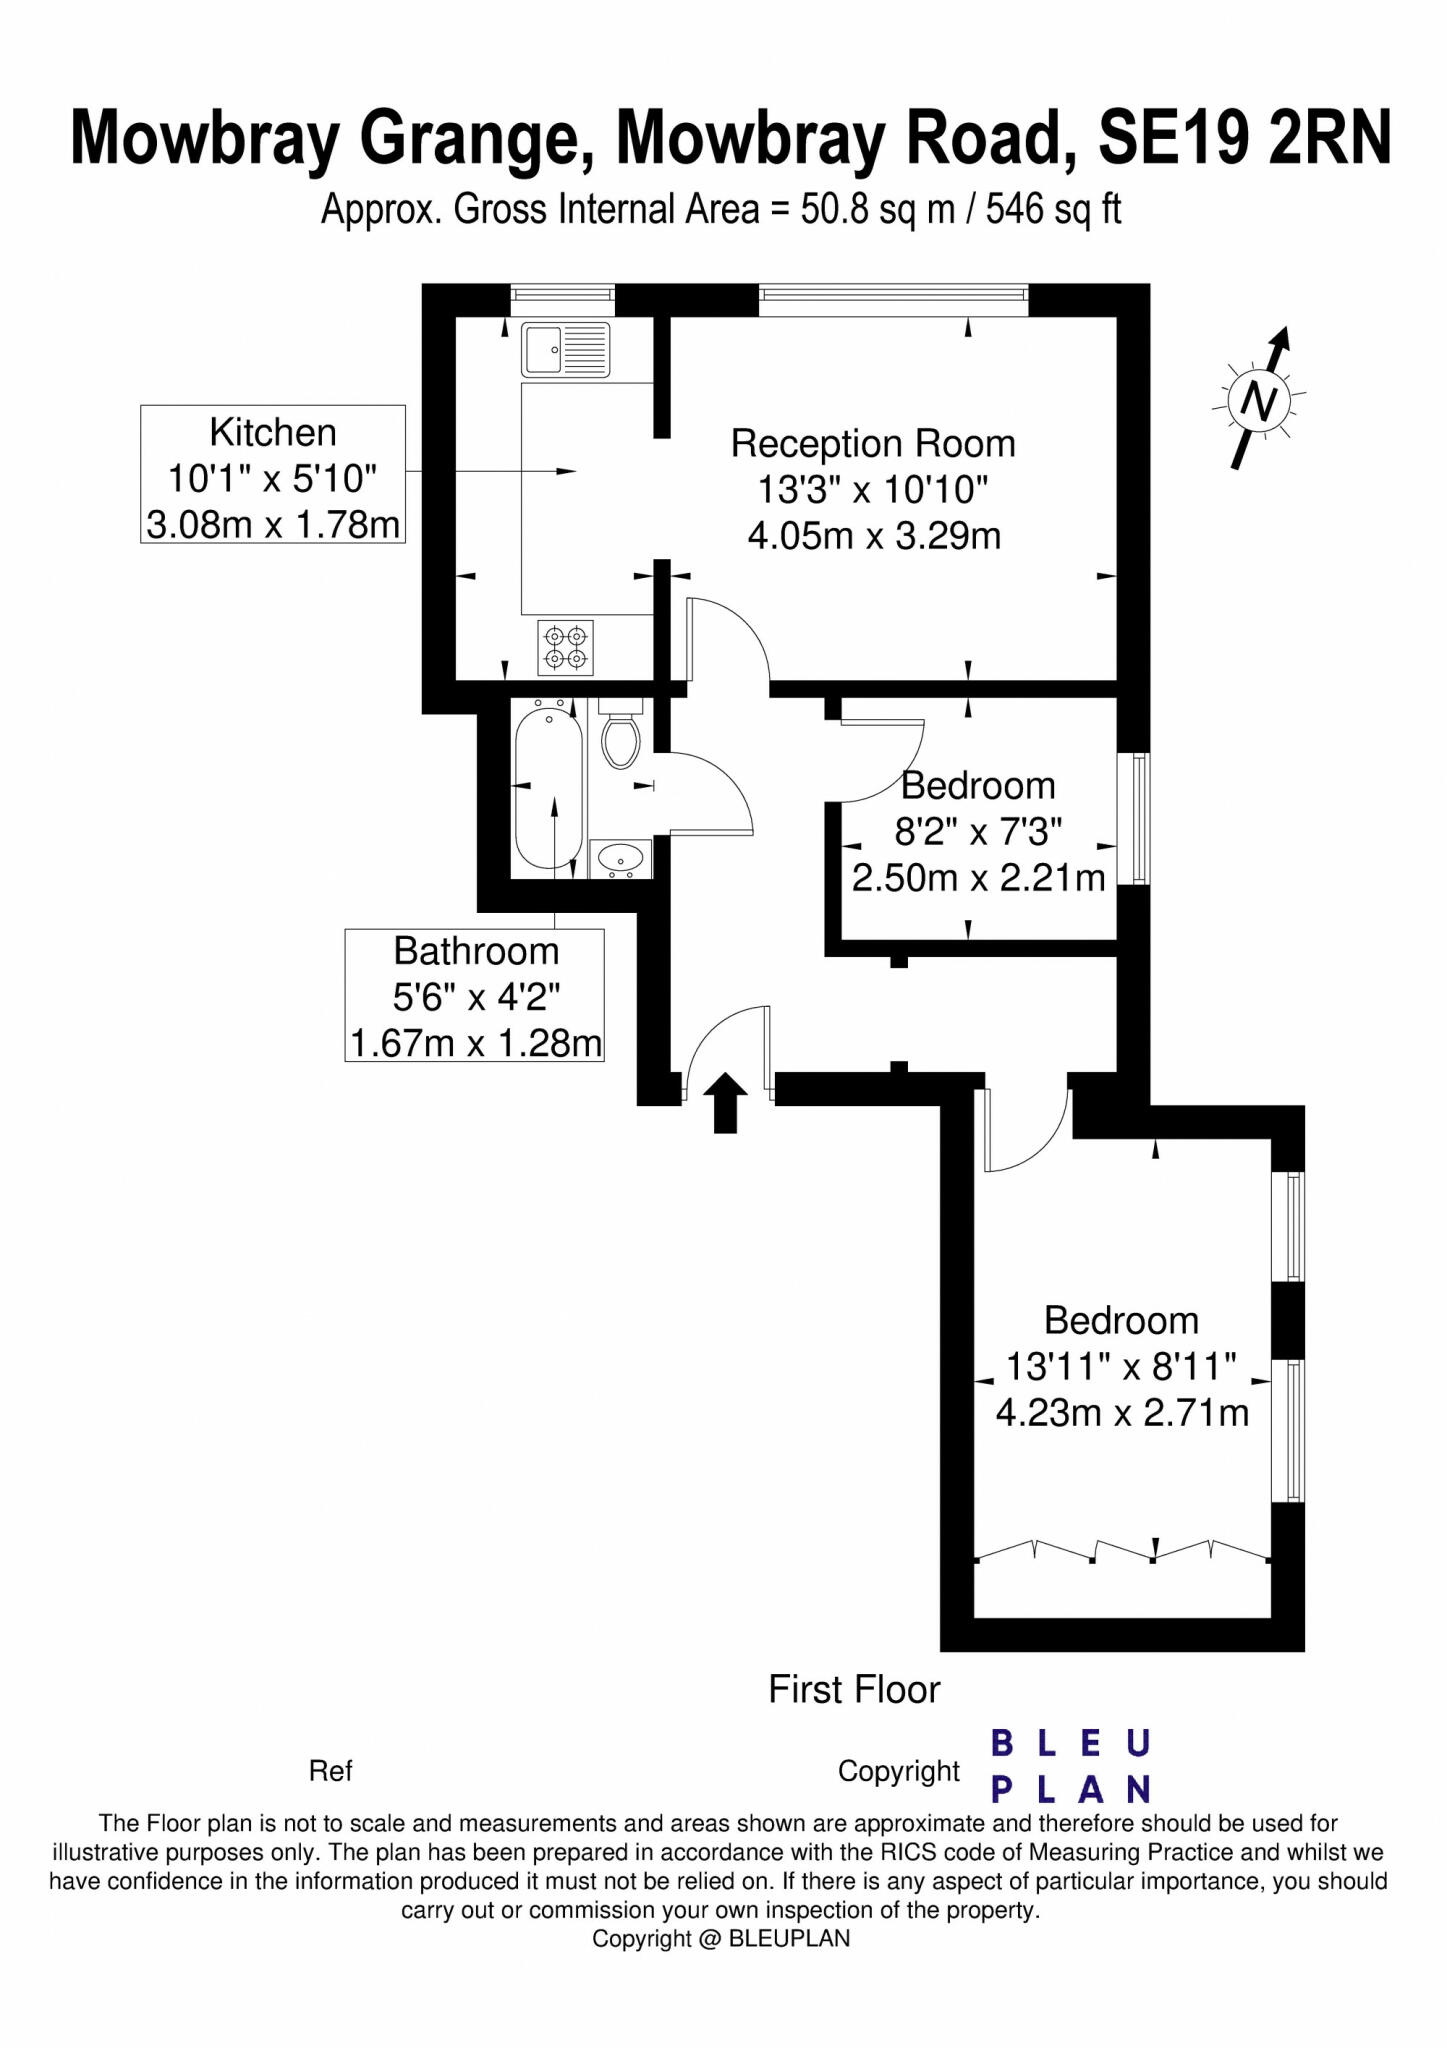 Mowbray Grange, Mowbray Road, SE19 2RN
Approx. Gross Internal Area = 50.8 sq m / 546 sq ft
Kitchen
10'1" x 5'10"
3.08m x 1.78m
Reception Room
13'3" x 10'10"
4.05m x 3.29m
N
Bedroom
8'2" x 7'3"
2.50m x 2.21m
Bathroom
5'6" x 4'2"
1.67m x 1.28m
Bedroom
13'11" x 8'11"
4.23m x 2.71m
First Floor
Ref
Copyright
BLEU
PLAN
The Floor plan is not to scale and measurements and areas shown are approximate and therefore should be used for
illustrative purposes only. The plan has been prepared in accordance with the RICS code of Measuring Practice and whilst we
have confidence in the information produced it must not be relied on. If there is any aspect of particular importance, you should
carry out or commission your own inspection of the property.
Copyright @ BLEUPLAN